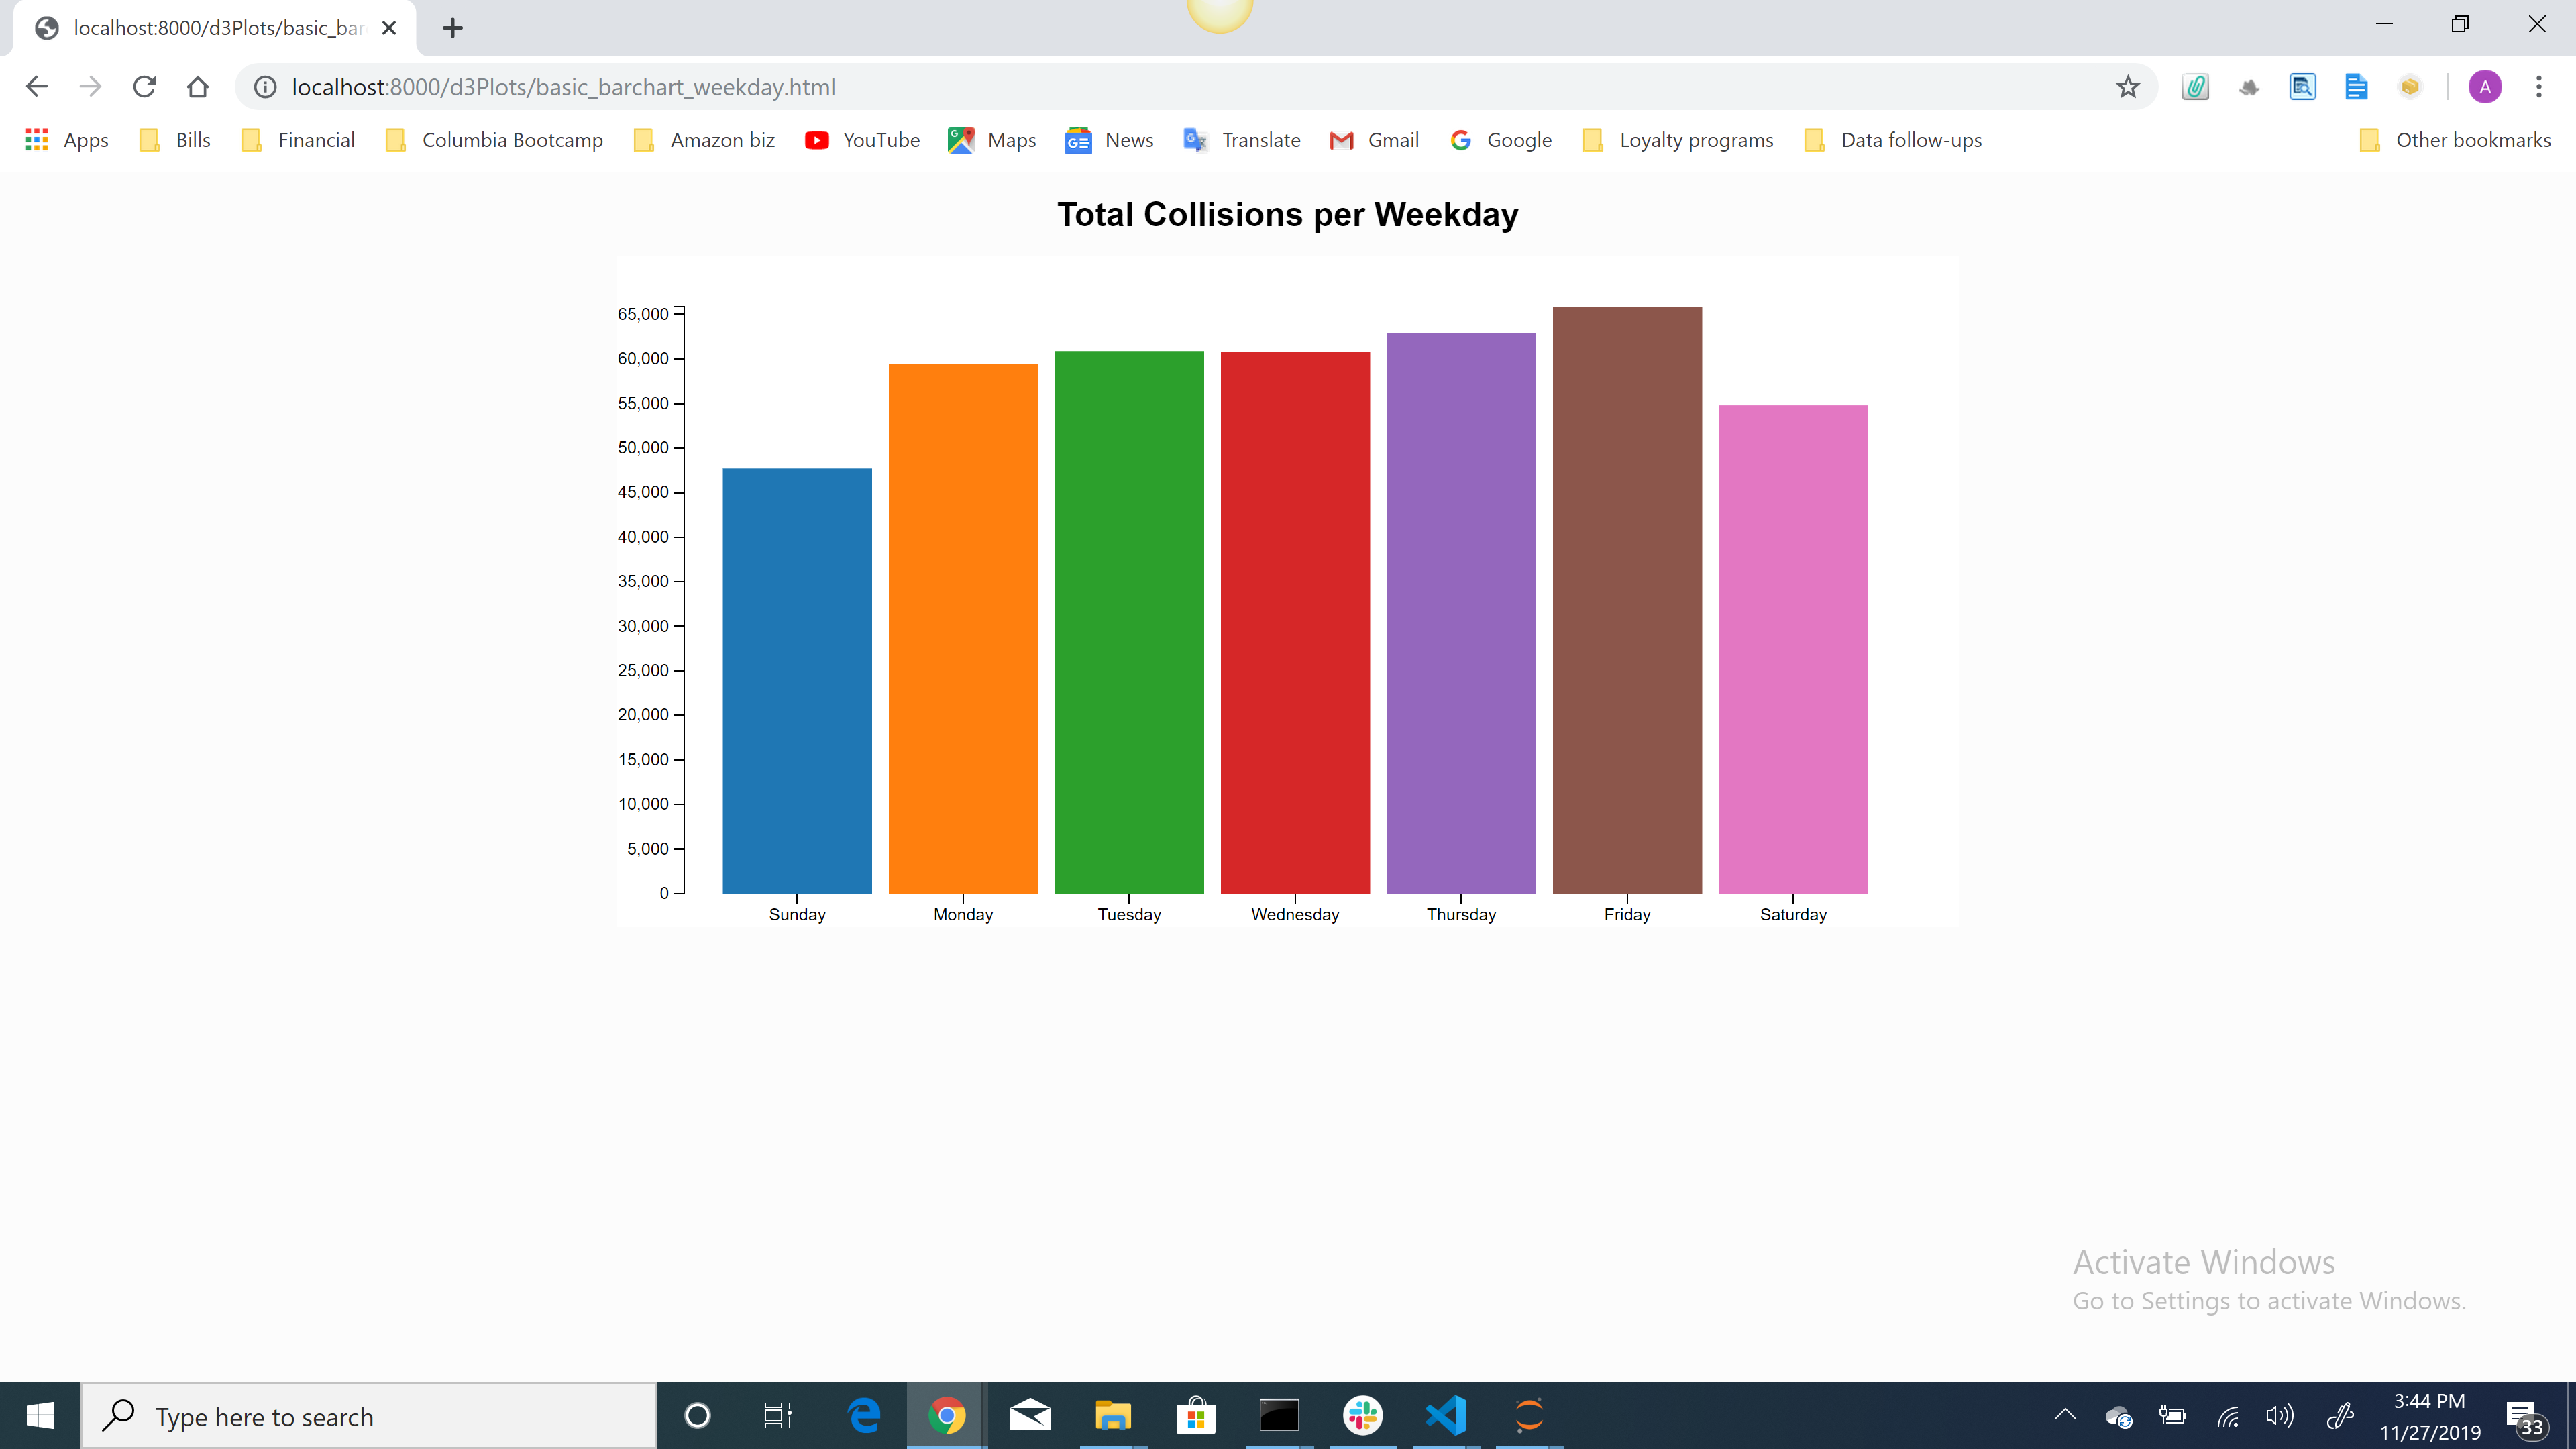 localhost:8000/d3Plots/basic_bar
localhost:8000/d3Plots/basic_barchart_weekday.html
A
Apps Bills Financial Columbia Bootcamp Amazon biz YouTube Maps News Translate Gmail Google Loyalty programs Data follow-ups Other bookmarks
Total Collisions per Weekday
65,000
60,000
55,000
50,000
45,000
40,000
35,000
30,000
25,000
20,000
15,000
10,000
5,000
0
Sunday Monday Tuesday Wednesday Thursday Friday Saturday
Activate Windows
Go to Settings to activate Windows.
Type here to search
3:44 PM
11/27/2019
33